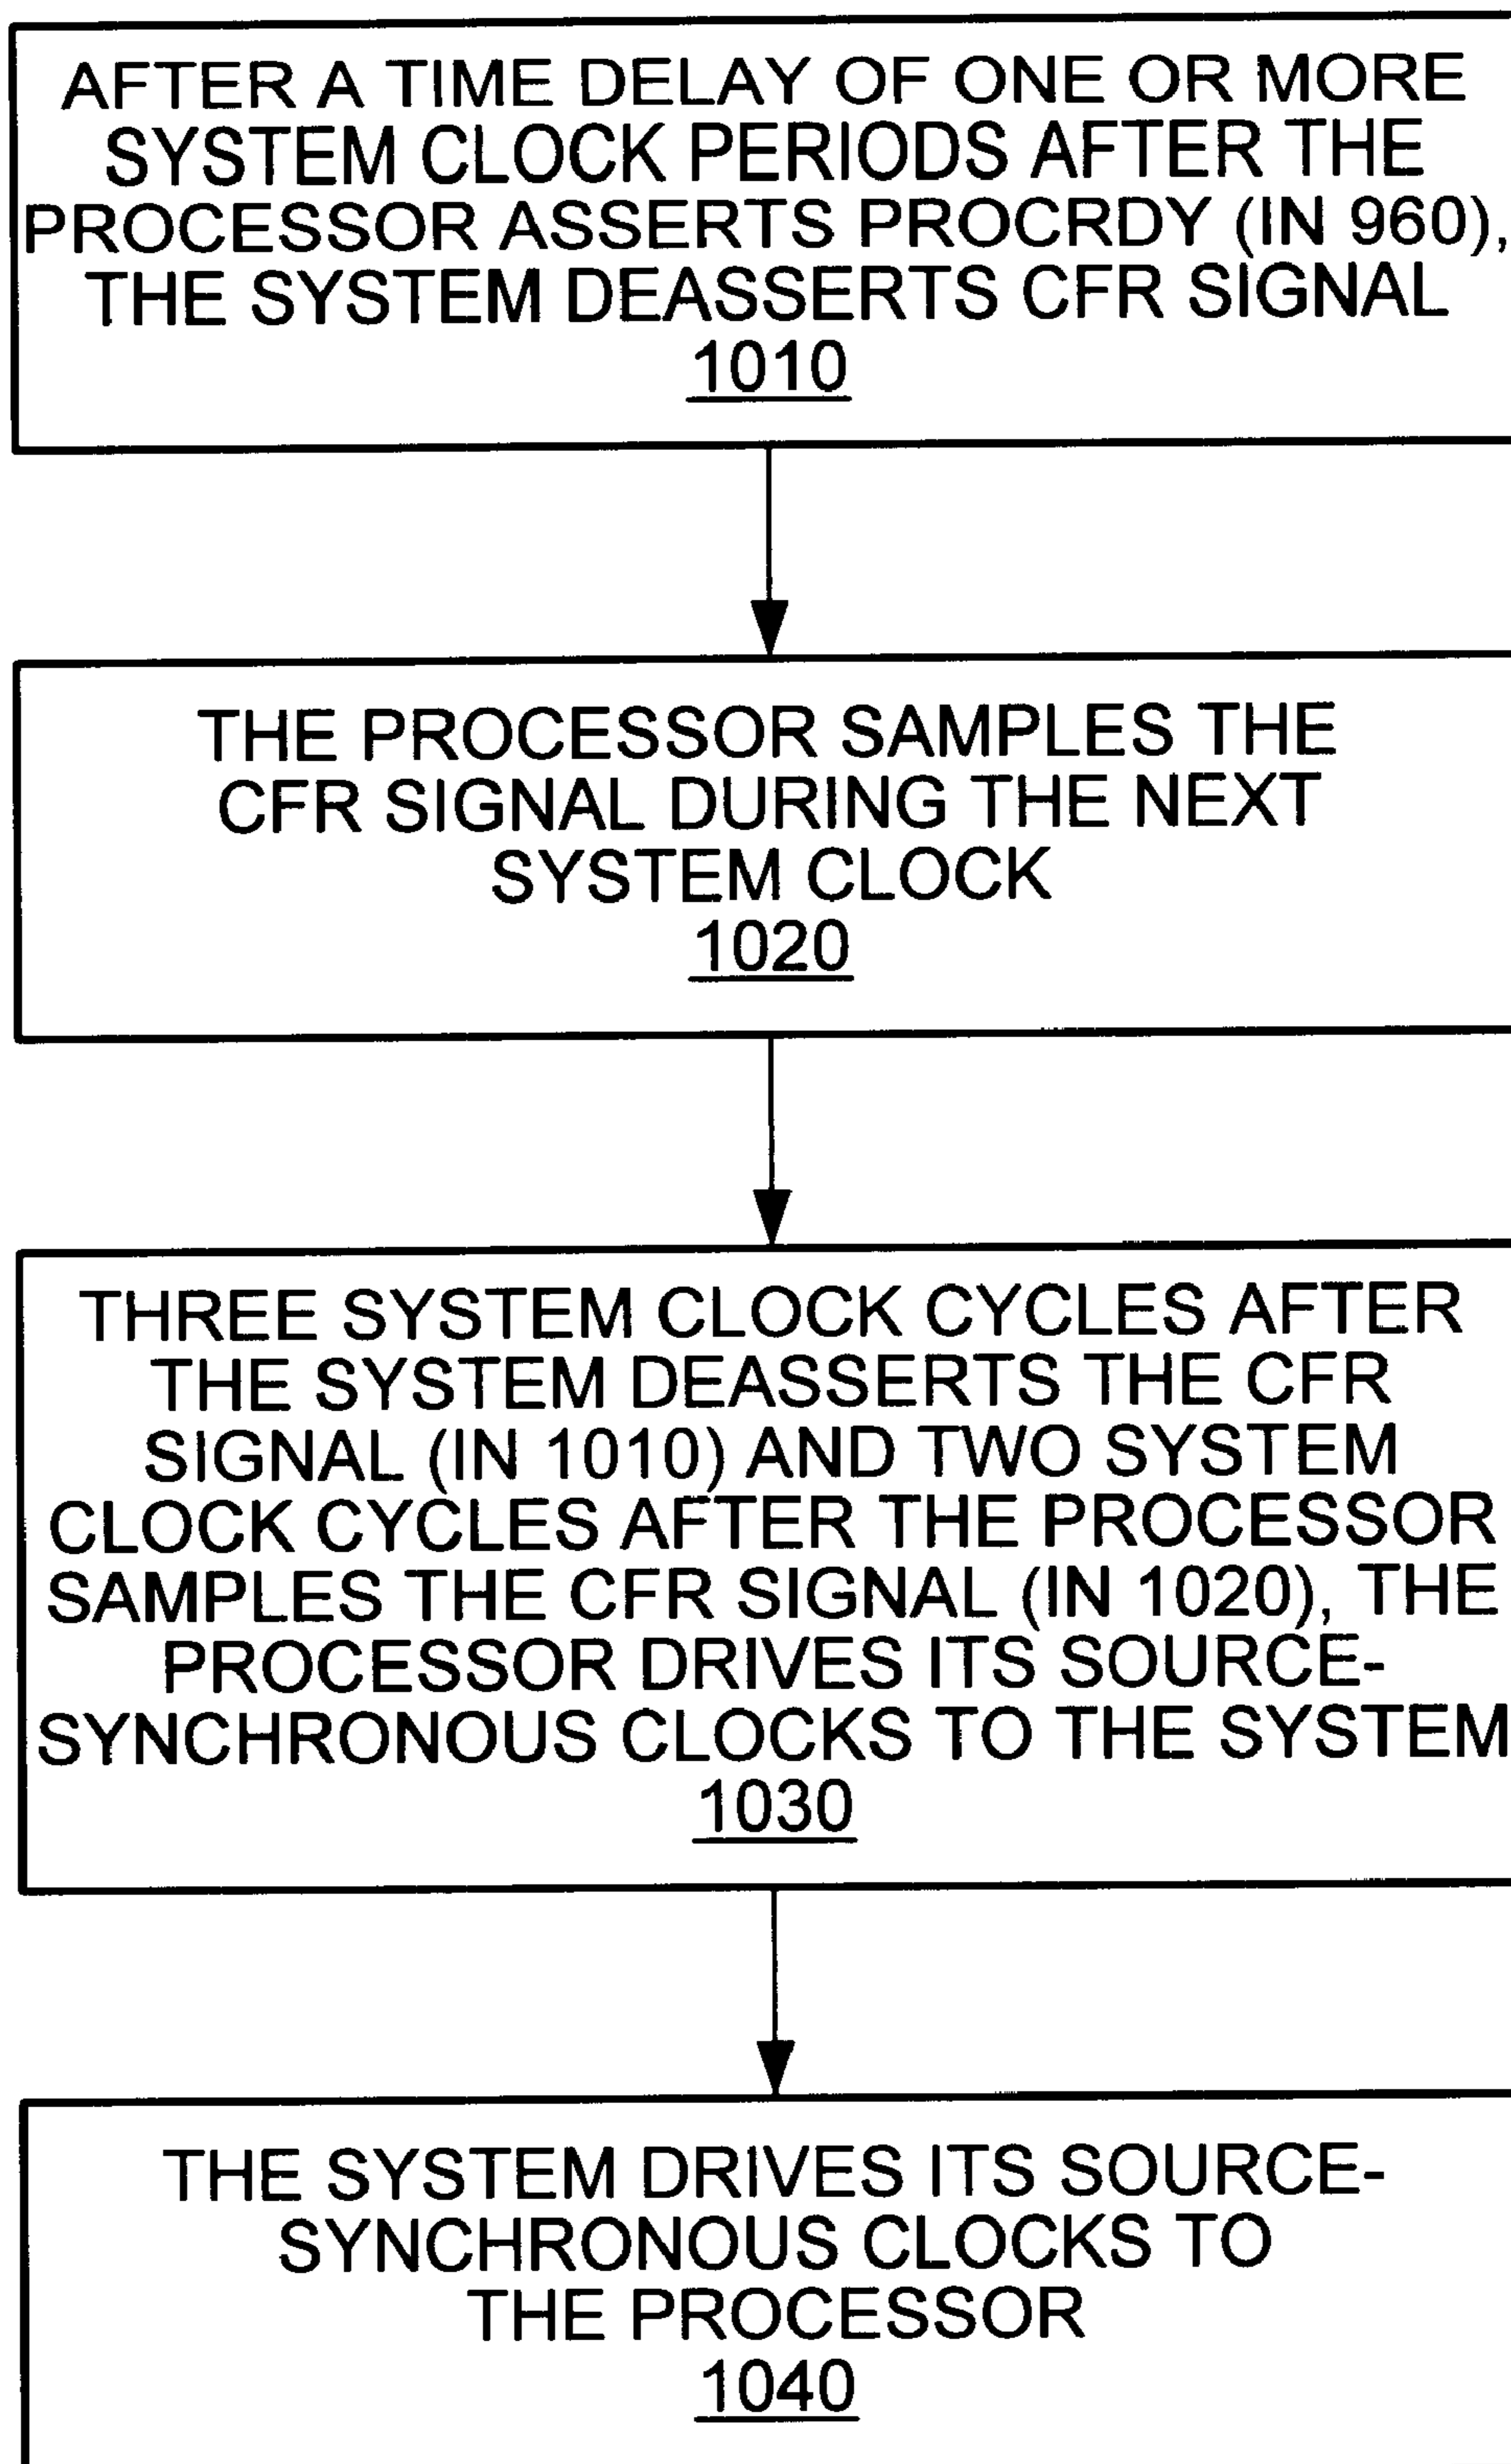 AFTER A TIME DELAY OF ONE OR MORE
SYSTEM CLOCK PERIODS AFTER THE
PROCESSOR ASSERTS PROCRDY (IN 960),
THE SYSTEM DEASSERTS CFR SIGNAL
1010
THE PROCESSOR SAMPLES THE
CFR SIGNAL DURING THE NEXT
SYSTEM CLOCK
1020
THREE SYSTEM CLOCK CYCLES AFTER
THE SYSTEM DEASSERTS THE CFR
SIGNAL (IN 1010) AND TWO SYSTEM
CLOCK CYCLES AFTER THE PROCESSOR
SAMPLES THE CFR SIGNAL (IN 1020), THE
PROCESSOR DRIVES ITS SOURCE-
SYNCHRONOUS CLOCKS TO THE SYSTEM
1030
THE SYSTEM DRIVES ITS SOURCE-
SYNCHRONOUS CLOCKS TO
THE PROCESSOR
1040